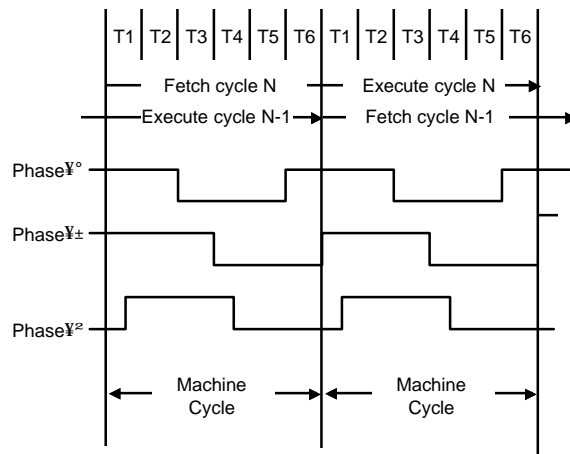 T1 T2 T3 T4 T5 T6 T1 T2 T3 T4 T5 T6
Fetch cycle N Execute cycle N
Execute cycle N-1 Fetch cycle N-1
Phase¥°
Phase¥±
Phase¥²
Machine Machine
Cycle Cycle